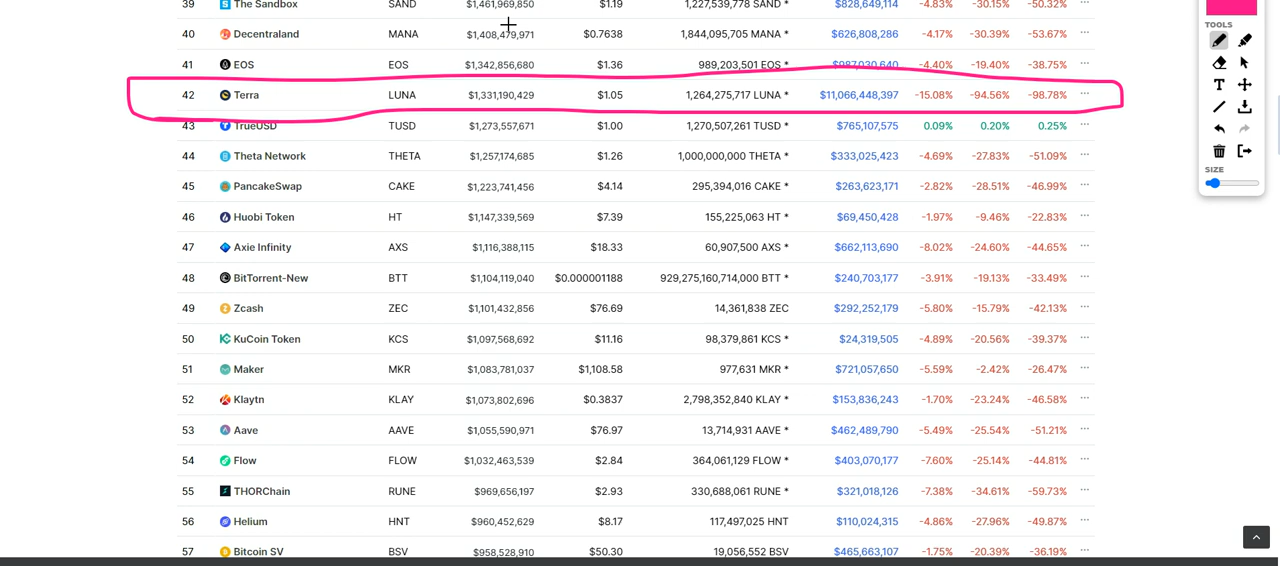 39 The Sandbox SAND $1,461,969,850 $1.19 1,227,539,778 SAND * $828,649,114 -4.83% -30.15% -50.32% ...
40 Decentraland MANA $1,408,479,971 $0.7638 1,844,095,705 MANA * $626,808,286 -4.17% -30.39% -53.67% ...
41 EOS EOS $1,342,856,680 $1.36 989,203,501 EOS * $987,030,640 -4.40% -19.40% -38.75% ...
42 Terra LUNA $1,331,190,429 $1.05 1,264,275,717 LUNA * $11,066,448,397 -15.08% -94.56% -98.78% ...
43 TrueUSD TUSD $1,273,557,671 $1.00 1,270,507,261 TUSD * $765,107,575 0.09% 0.20% 0.25% ...
44 Theta Network THETA $1,257,174,685 $1.26 1,000,000,000 THETA * $333,025,423 -4.69% -27.83% -51.09% ...
45 PancakeSwap CAKE $1,223,741,456 $4.14 295,394,016 CAKE * $263,623,171 -2.82% -28.51% -46.99% ...
46 Huobi Token HT $1,147,339,569 $7.39 155,225,063 HT * $69,450,428 -1.97% -9.46% -22.83% ...
47 Axie Infinity AXS $1,116,388,115 $18.33 60,907,500 AXS * $662,113,690 -8.02% -24.60% -44.65% ...
48 BitTorrent-New BTT $1,104,119,040 $0.000001188 929,275,160,714,000 BTT * $240,703,177 -3.91% -19.13% -33.49% ...
49 Zcash ZEC $1,101,432,856 $76.69 14,361,838 ZEC $292,252,179 -5.80% -15.79% -42.13% ...
50 KuCoin Token KCS $1,097,568,692 $11.16 98,379,861 KCS * $24,319,505 -4.89% -20.56% -39.37% ...
51 Maker MKR $1,083,781,037 $1,108.58 977,631 MKR * $721,057,650 -5.59% -2.42% -26.47% ...
52 Klaytn KLAY $1,073,802,696 $0.3837 2,798,352,840 KLAY * $153,836,243 -1.70% -23.24% -46.58% ...
53 Aave AAVE $1,055,590,971 $76.97 13,714,931 AAVE * $462,489,790 -5.49% -25.54% -51.21% ...
54 Flow FLOW $1,032,463,539 $2.84 364,061,129 FLOW * $403,070,177 -7.60% -25.14% -44.81% ...
55 THORChain RUNE $969,656,197 $2.93 330,688,061 RUNE * $321,018,126 -7.38% -34.61% -59.73% ...
56 Helium HNT $960,452,629 $8.17 117,497,025 HNT $110,024,315 -4.86% -27.96% -49.87% ...
57 Bitcoin SV BSV $958,528,910 $50.30 19,056,552 BSV $465,663,107 -1.75% -20.39% -36.19% ...
TOOLS
T
SIZE